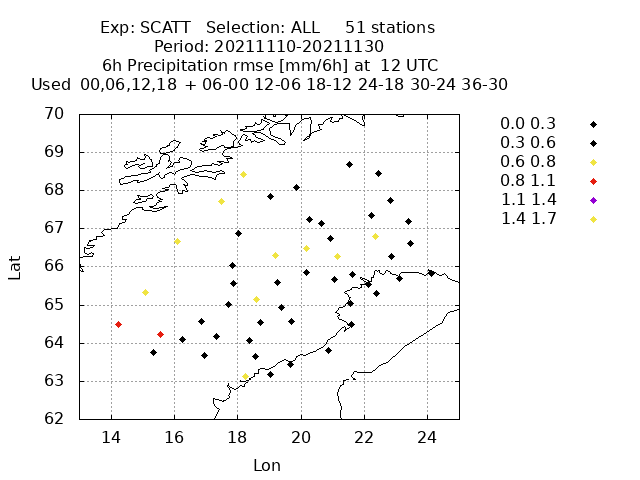 Exp: SCATT   Selection: ALL     51 stations
Period: 20211110-20211130
6h Precipitation rmse [mm/6h] at  12 UTC
Used  00,06,12,18  + 06-00 12-06 18-12 24-18 30-24 36-30
70
69
68
67
66
65
64
63
62
Lat
14 16 18 20 22 24
Lon
0.0 0.3
0.3 0.6
0.6 0.8
0.8 1.1
1.1 1.4
1.4 1.7